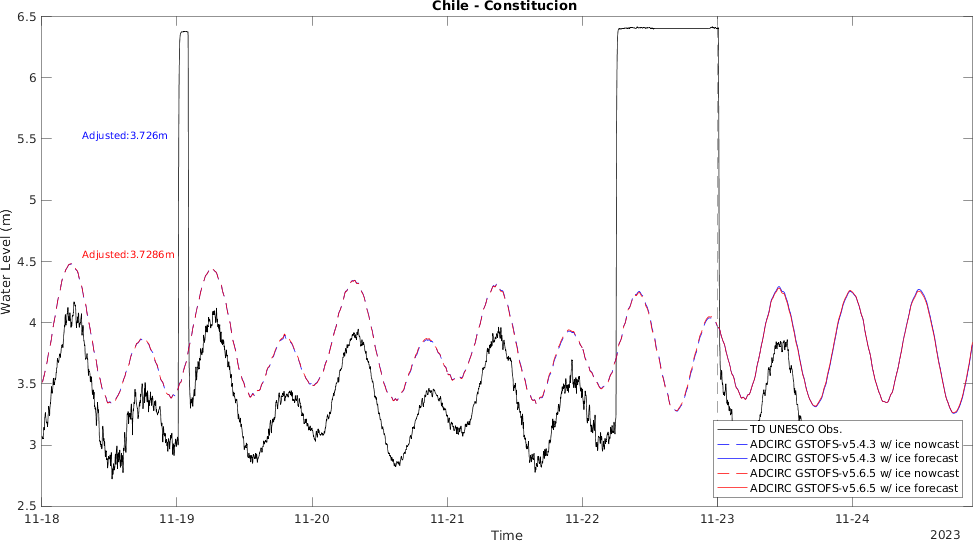 Chile - Constitucion
6.5
6
5.5
5
4.5
4
3.5
3
2.5
Water Level (m)
Adjusted:3.726m
Adjusted:3.7286m
TD UNESCO Obs.
ADCIRC GSTOFS-v5.4.3 w/ ice nowcast
ADCIRC GSTOFS-v5.4.3 w/ ice forecast
ADCIRC GSTOFS-v5.6.5 w/ ice nowcast
ADCIRC GSTOFS-v5.6.5 w/ ice forecast
11-18 11-19 11-20 11-21 11-22 11-23 11-24
Time
2023